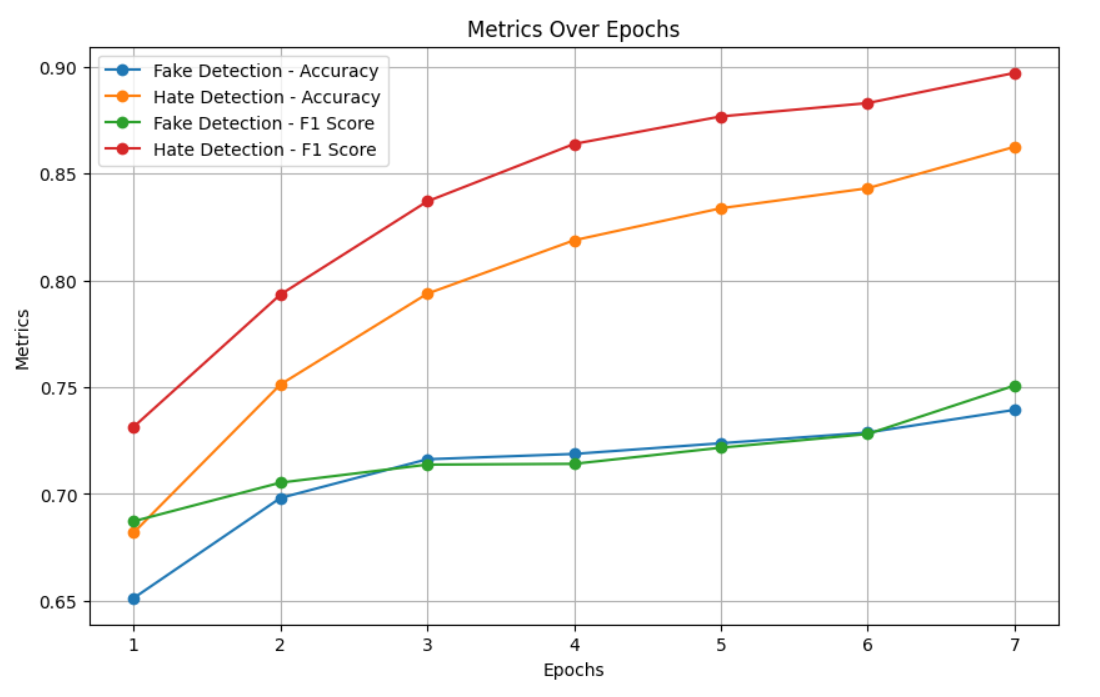 Metrics Over Epochs
Fake Detection - Accuracy
Hate Detection - Accuracy
Fake Detection - F1 Score
Hate Detection - F1 Score
0.90
0.85
0.80
0.75
0.70
0.65
Metrics
1 2 3 4 5 6 7
Epochs